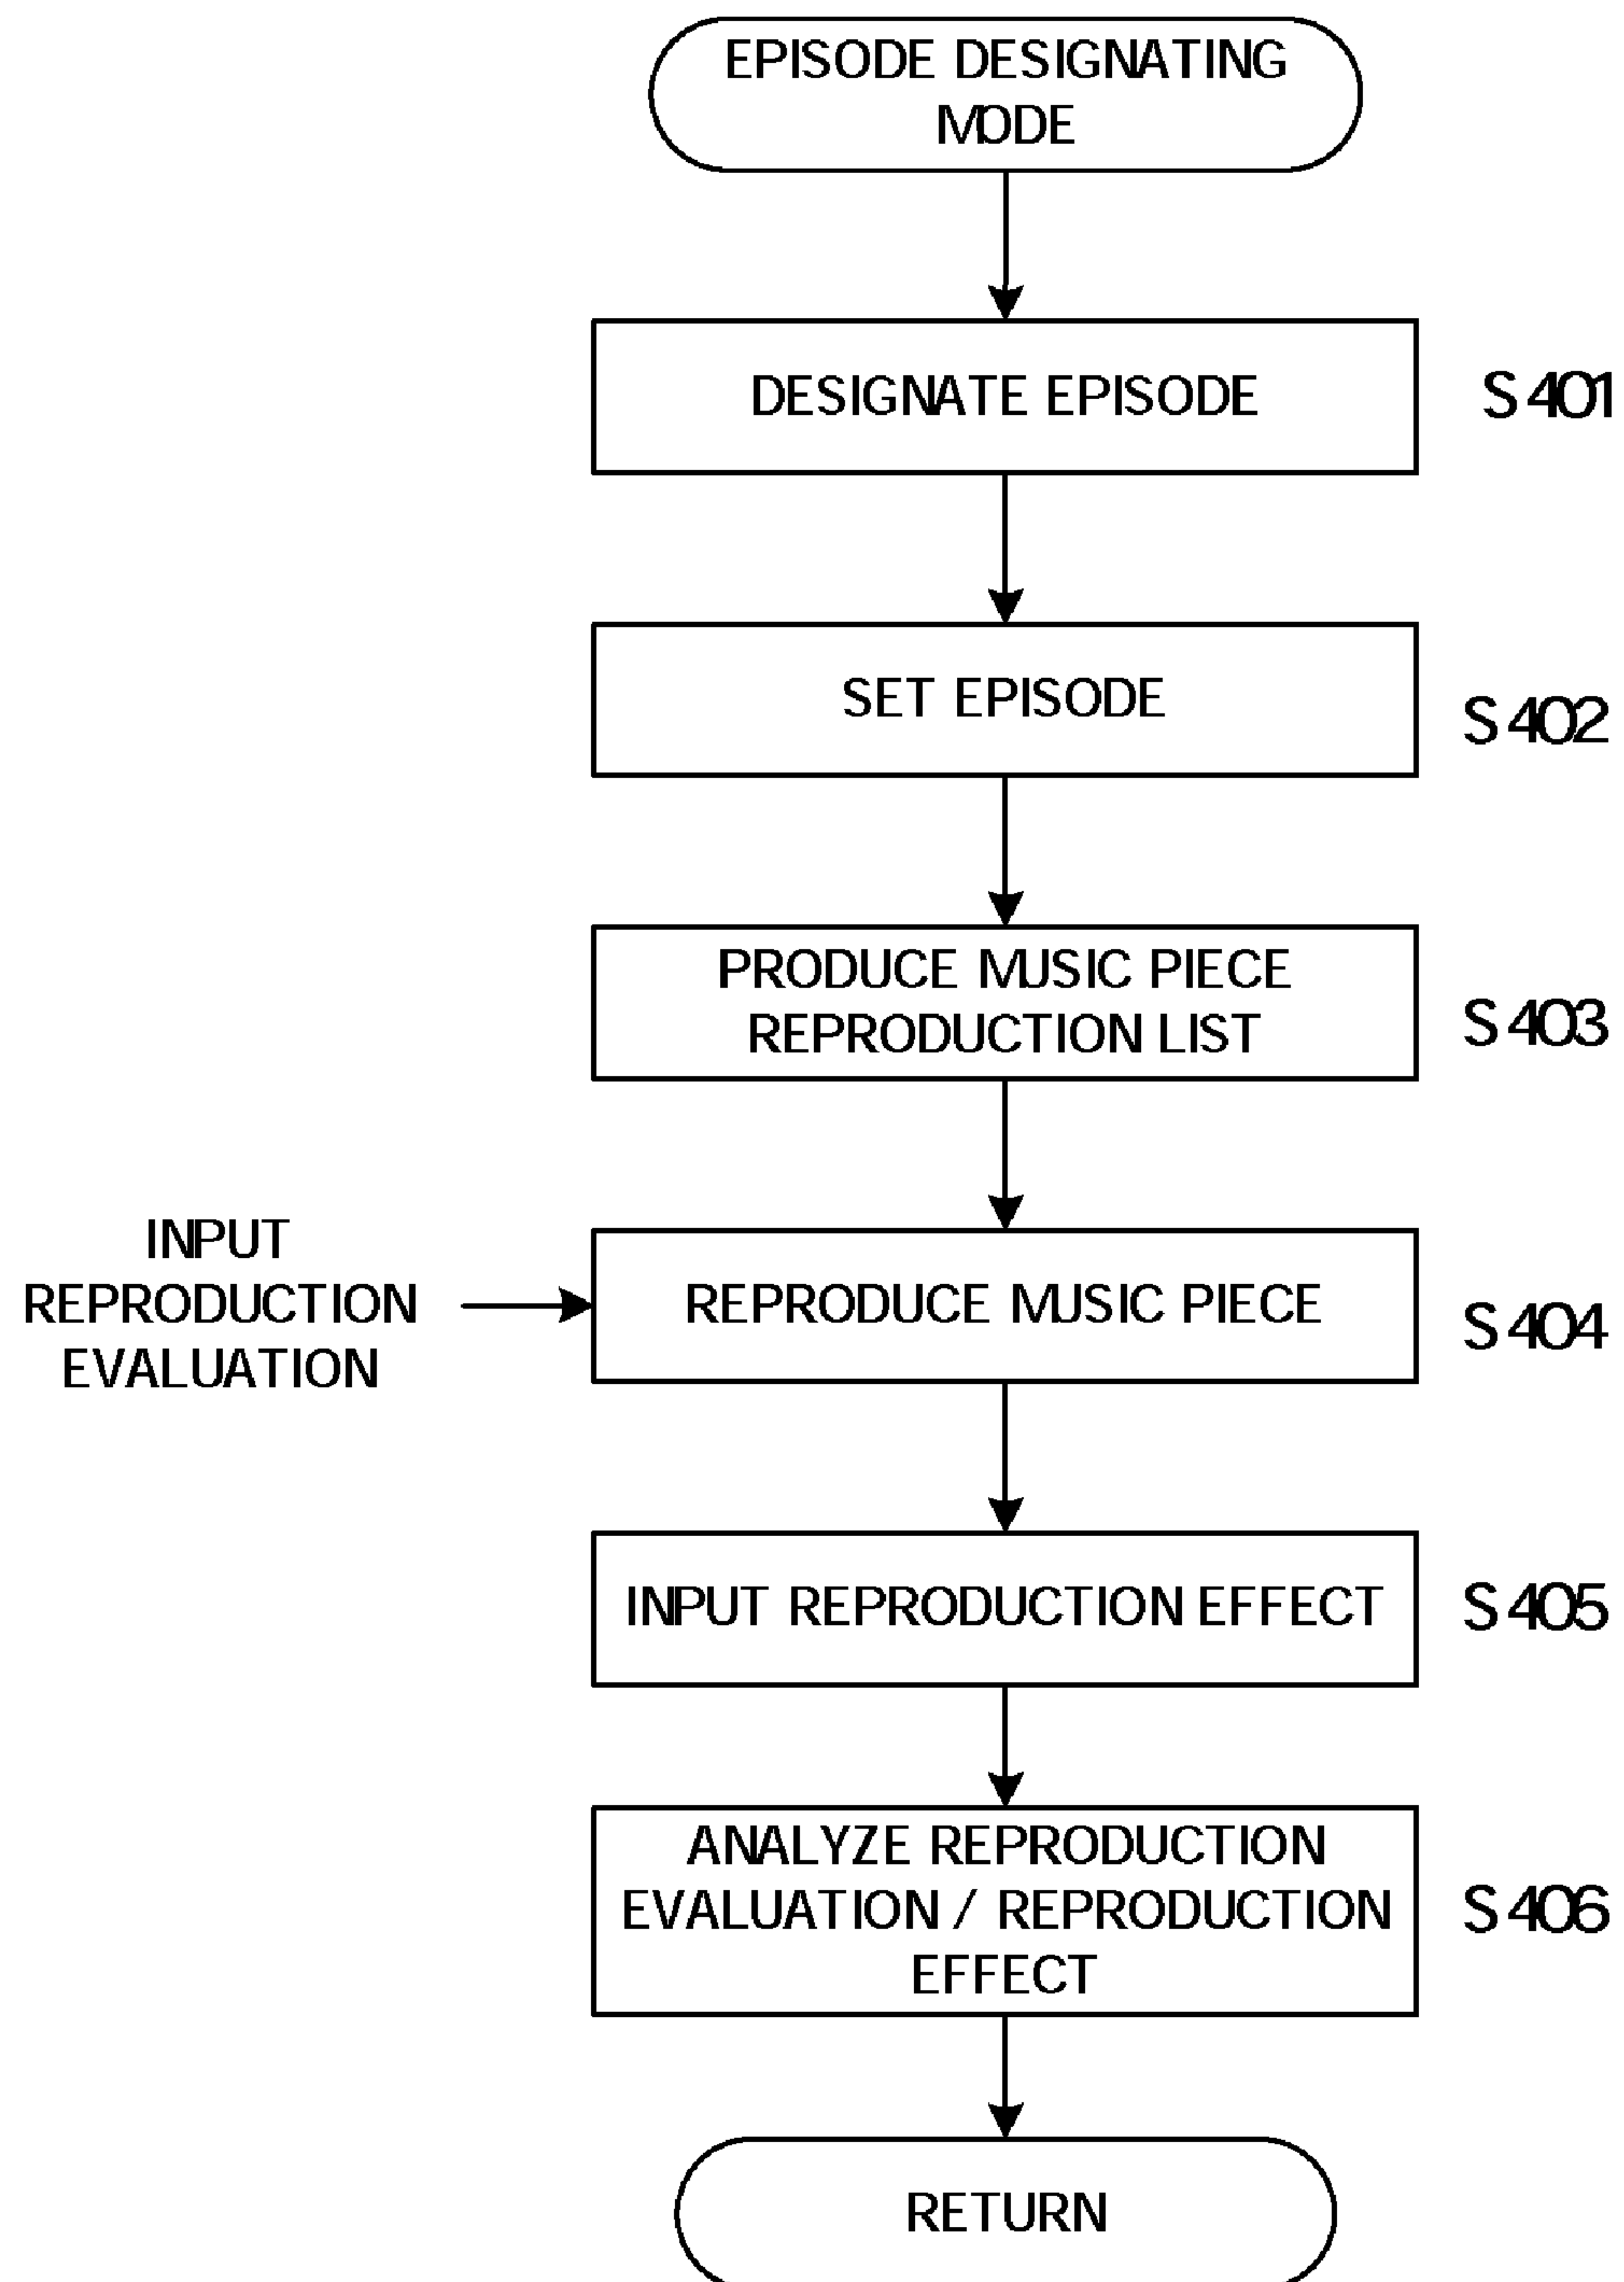 EPISODE DESIGNATING
MODE
DESIGNATE EPISODE
S401
SET EPISODE
S402
PRODUCE MUSIC PIECE
REPRODUCTION LIST
S403
INPUT
REPRODUCTION
EVALUATION
REPRODUCE MUSIC PIECE
S404
INPUT REPRODUCTION EFFECT
S405
ANALYZE REPRODUCTION
EVALUATION / REPRODUCTION
EFFECT
S406
RETURN